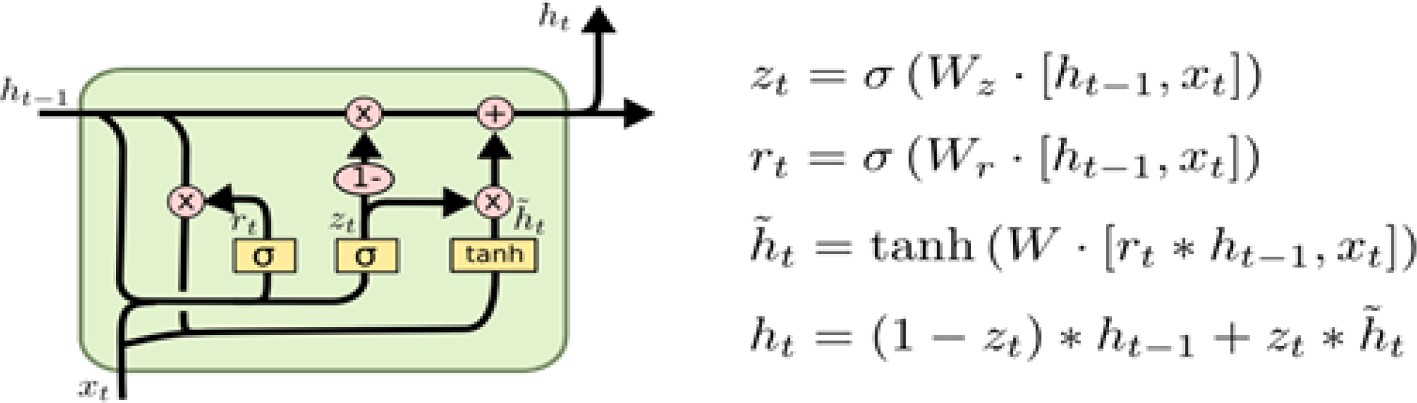 h_t
h_{t-1}
× +
1-
× r_t z_t × h̃_t
σ σ tanh
x_t
z_t = σ (W_z · [h_{t-1}, x_t])
r_t = σ (W_r · [h_{t-1}, x_t])
h̃_t = tanh (W · [r_t * h_{t-1}, x_t])
h_t = (1 − z_t) * h_{t-1} + z_t * h̃_t